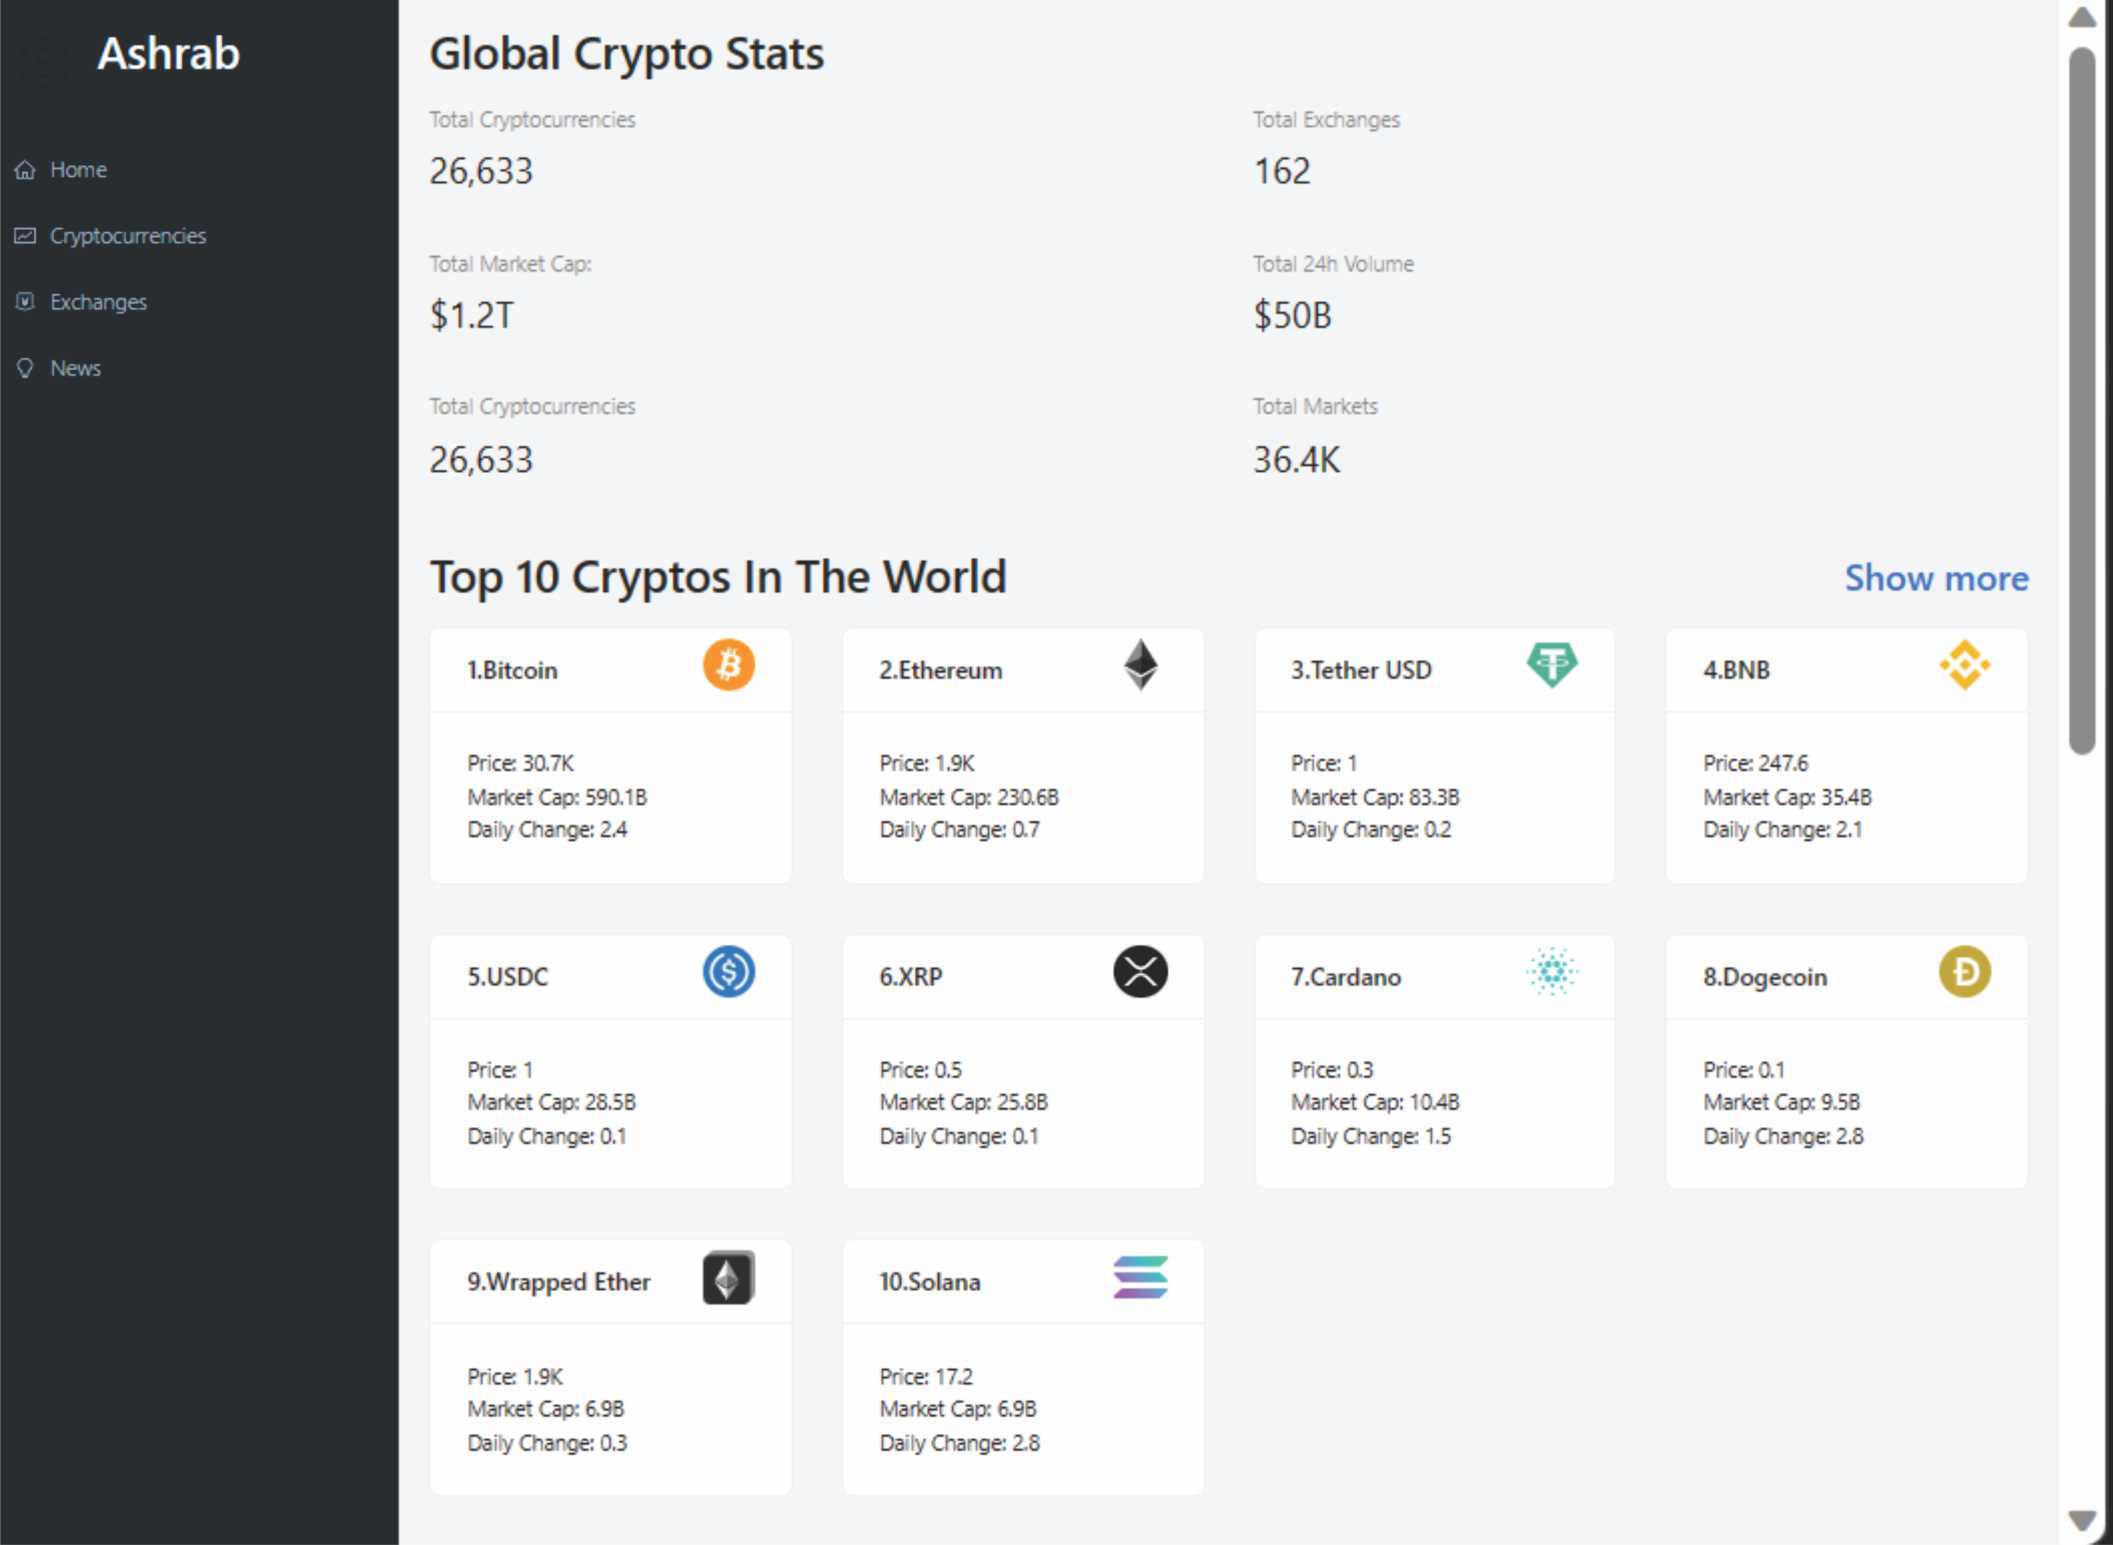 Ashrab
Home
Cryptocurrencies
Exchanges
News
Global Crypto Stats
Total Cryptocurrencies
26,633
Total Exchanges
162
Total Market Cap:
$1.2T
Total 24h Volume
$50B
Total Cryptocurrencies
26,633
Total Markets
36.4K
Top 10 Cryptos In The World
Show more
1.Bitcoin
Price: 30.7K
Market Cap: 590.1B
Daily Change: 2.4
2.Ethereum
Price: 1.9K
Market Cap: 230.6B
Daily Change: 0.7
3.Tether USD
Price: 1
Market Cap: 83.3B
Daily Change: 0.2
4.BNB
Price: 247.6
Market Cap: 35.4B
Daily Change: 2.1
5.USDC
Price: 1
Market Cap: 28.5B
Daily Change: 0.1
6.XRP
Price: 0.5
Market Cap: 25.8B
Daily Change: 0.1
7.Cardano
Price: 0.3
Market Cap: 10.4B
Daily Change: 1.5
8.Dogecoin
Price: 0.1
Market Cap: 9.5B
Daily Change: 2.8
9.Wrapped Ether
Price: 1.9K
Market Cap: 6.9B
Daily Change: 0.3
10.Solana
Price: 17.2
Market Cap: 6.9B
Daily Change: 2.8